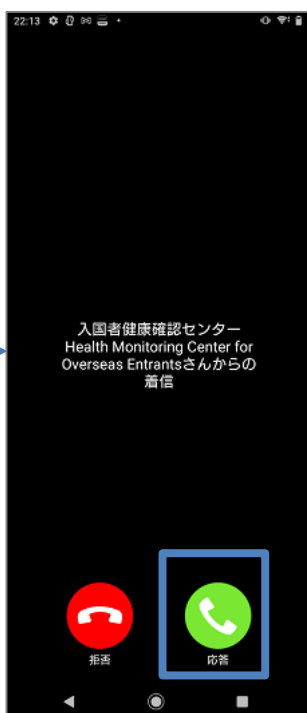 22:13
入国者健康確認センター
Health Monitoring Center for
Overseas Entrantsさんからの
着信
拒否
応答